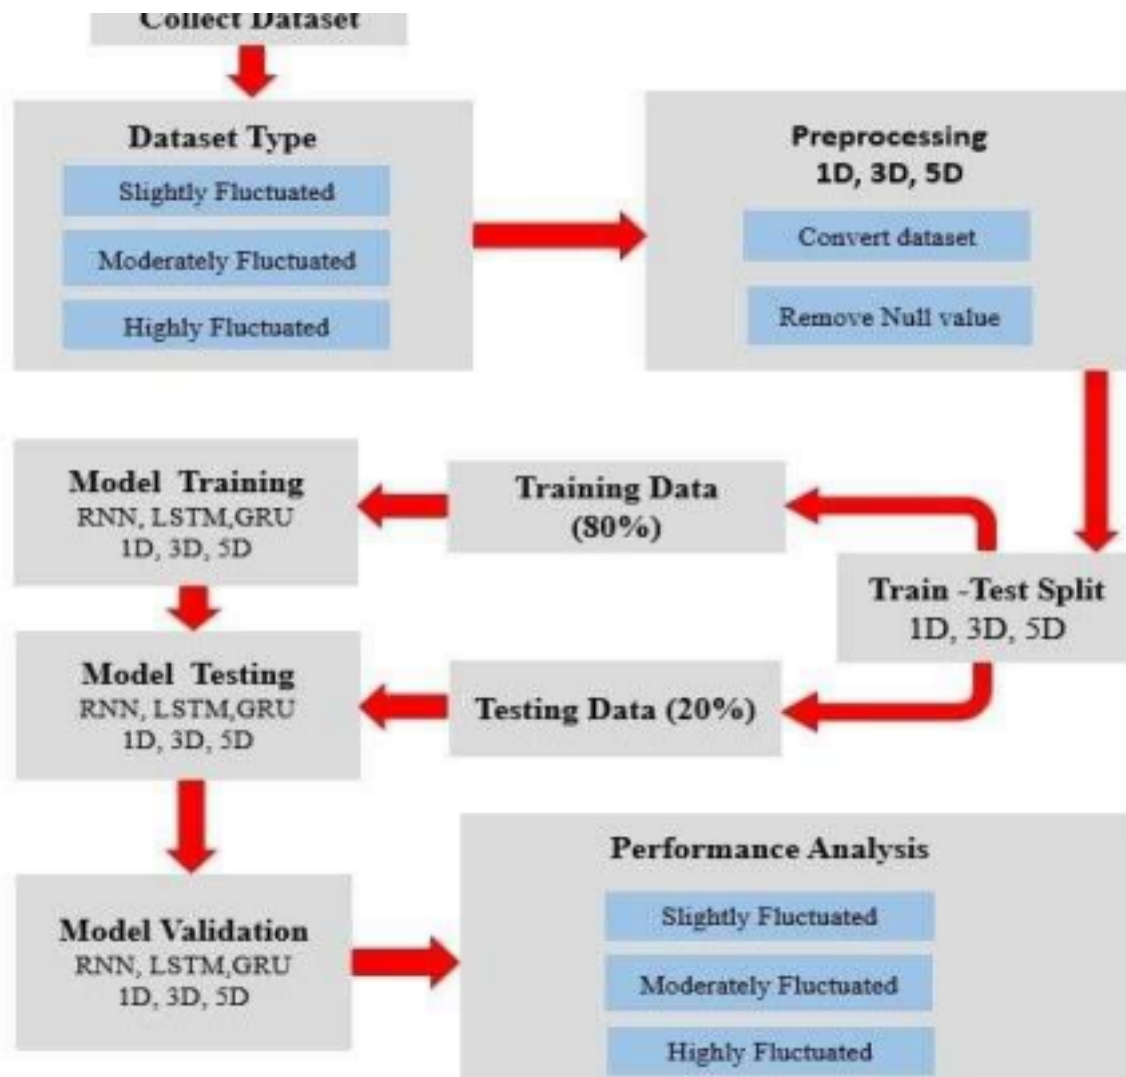 Collect Dataset
Dataset Type
Slightly Fluctuated
Moderately Fluctuated
Highly Fluctuated
Preprocessing
1D, 3D, 5D
Convert dataset
Remove Null value
Train -Test Split
1D, 3D, 5D
Training Data
(80%)
Testing Data (20%)
Model Training
RNN, LSTM,GRU
1D, 3D, 5D
Model Testing
RNN, LSTM,GRU
1D, 3D, 5D
Model Validation
RNN, LSTM,GRU
1D, 3D, 5D
Performance Analysis
Slightly Fluctuated
Moderately Fluctuated
Highly Fluctuated